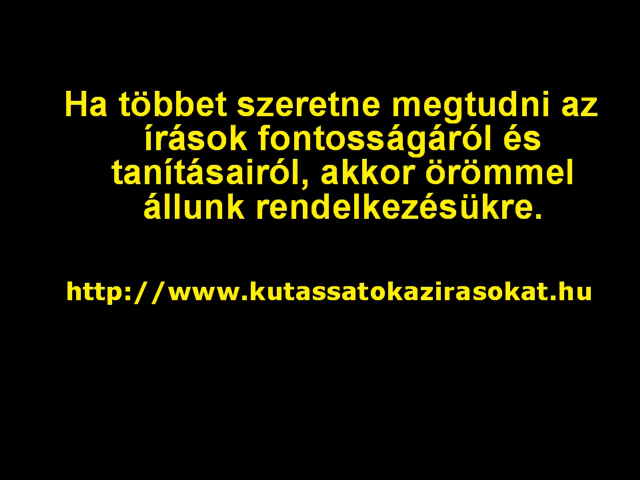 Ha többet szeretne megtudni az
írások fontosságáról és
tanításairól, akkor örömmel
állunk rendelkezésükre.
http://www.kutassatokazirasokat.hu